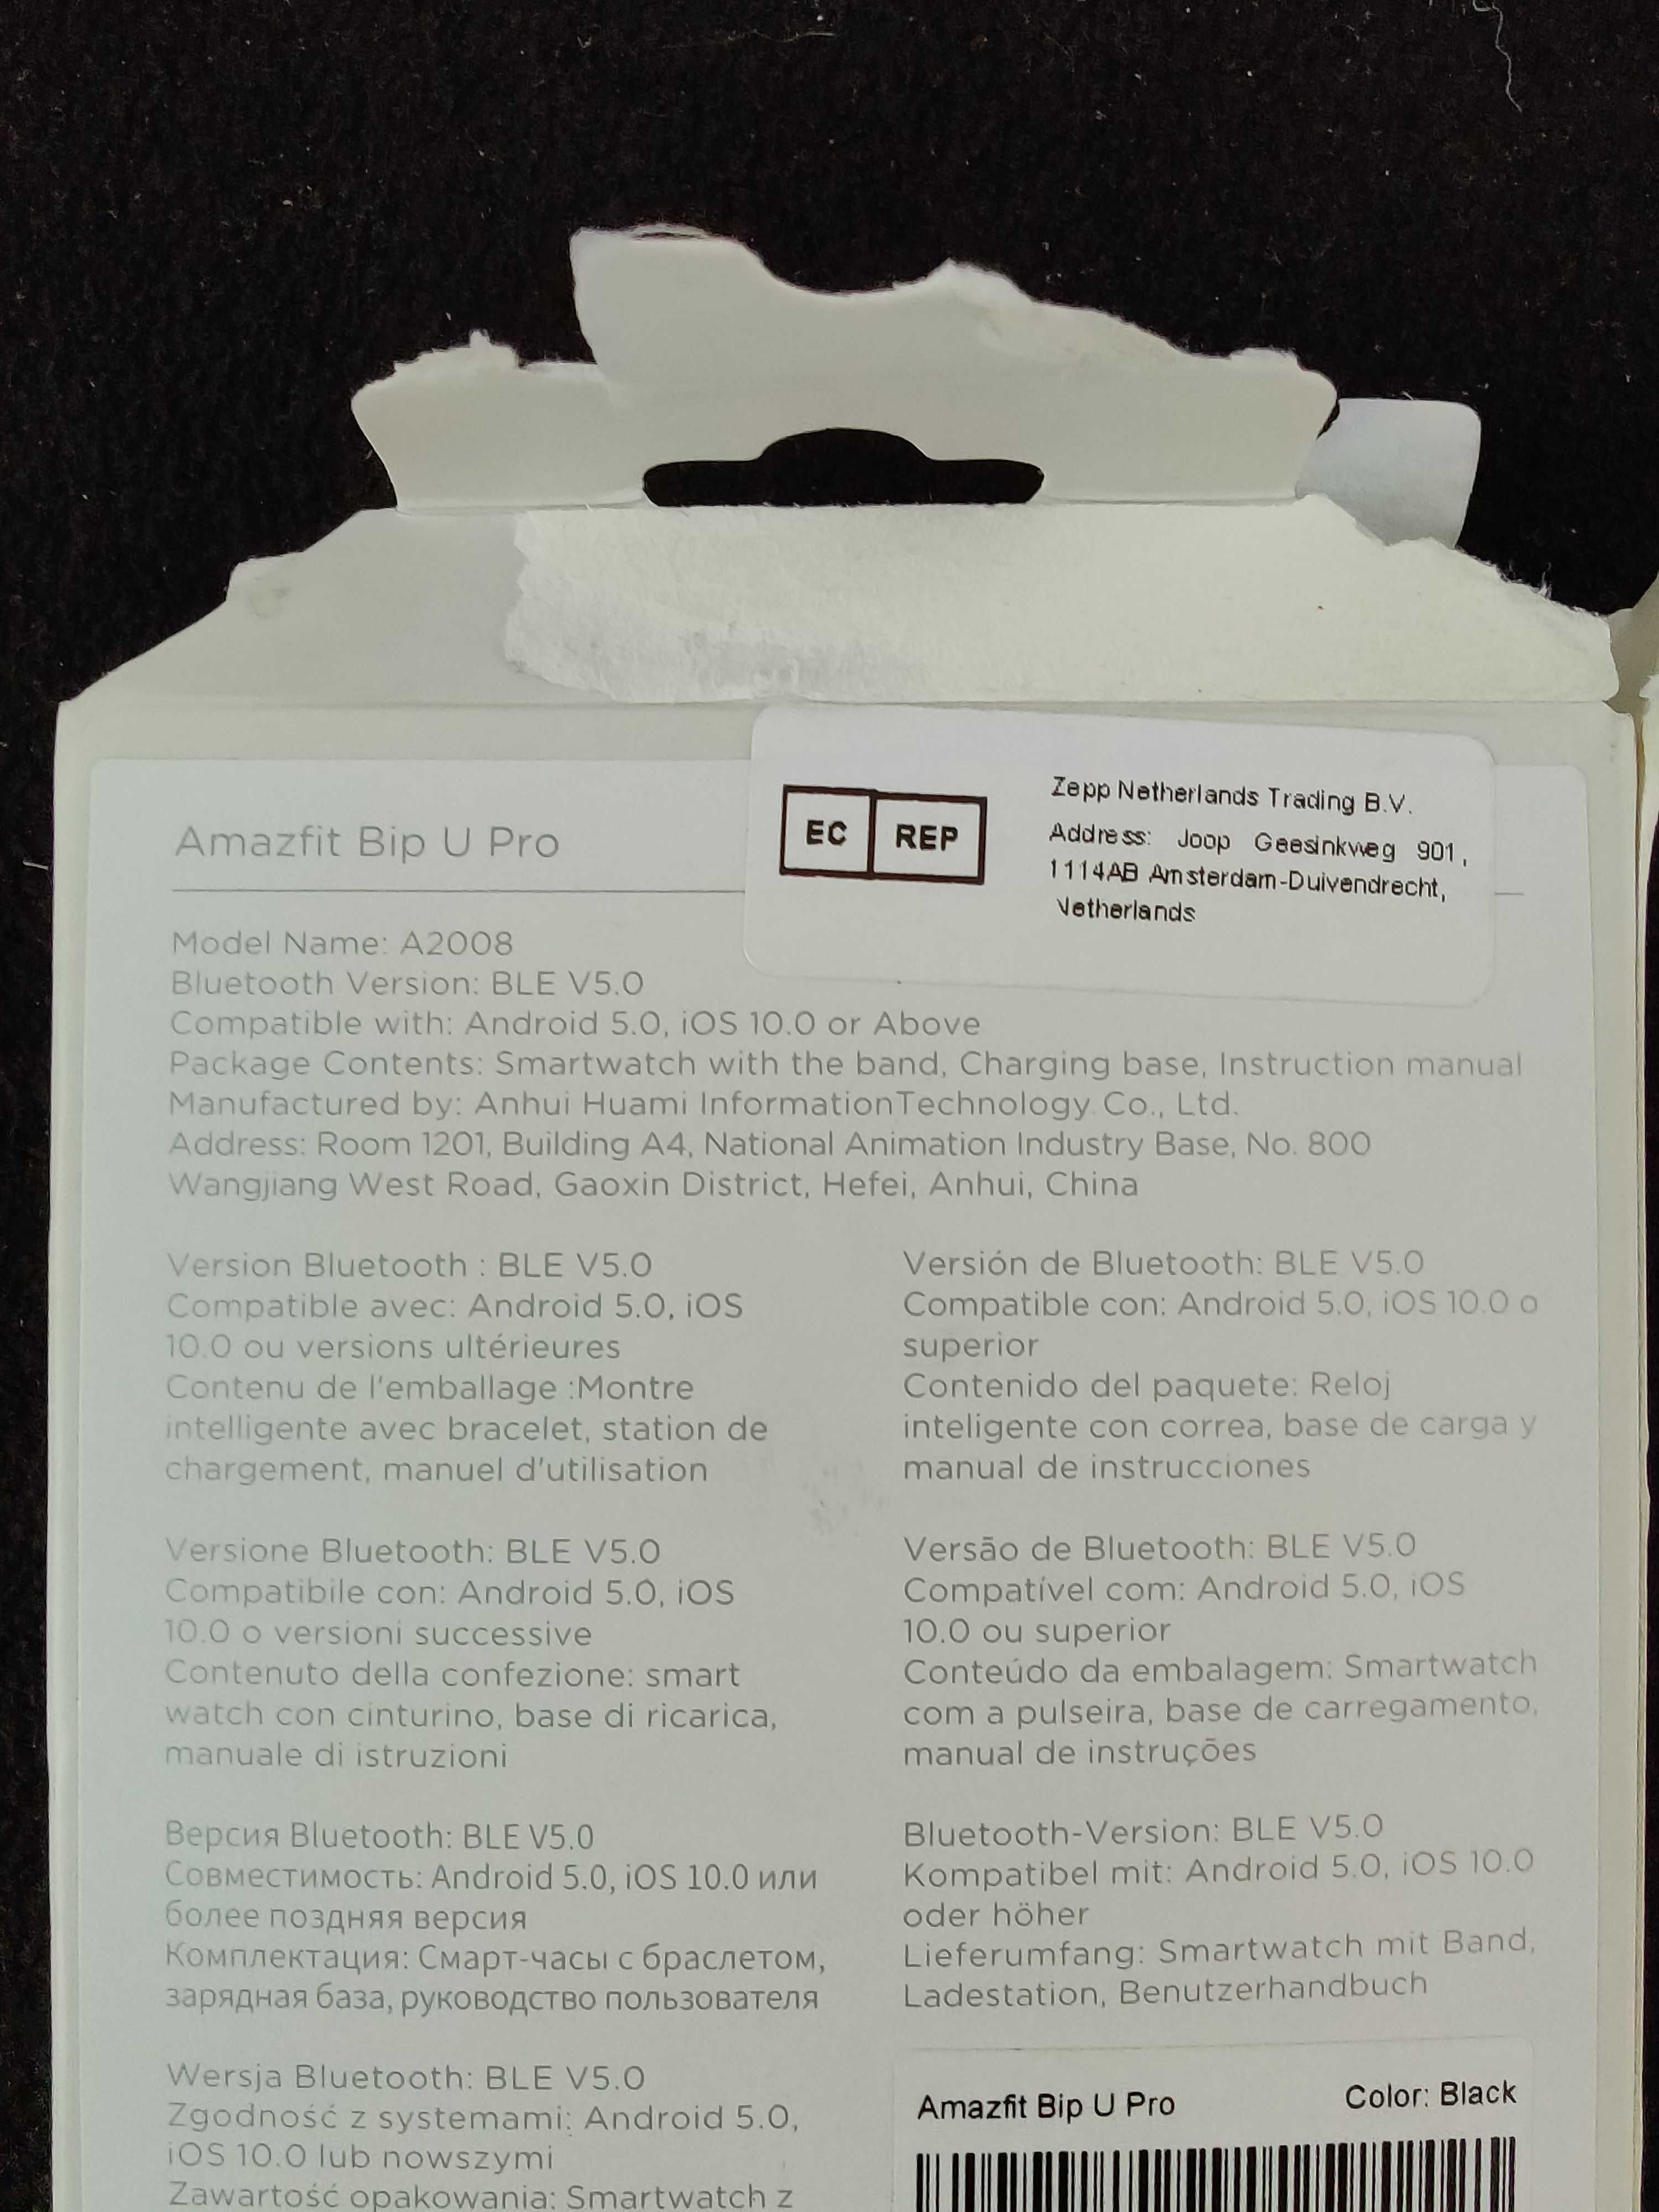 Amazfit Bip U Pro
EC REP
Zepp Netherlands Trading B.V.
Address: Joop Geesinkweg 901,
1114AB Amsterdam-Duivendrecht,
Netherlands
Model Name: A2008
Bluetooth Version: BLE V5.0
Compatible with: Android 5.0, iOS 10.0 or Above
Package Contents: Smartwatch with the band, Charging base, Instruction manual
Manufactured by: Anhui Huami InformationTechnology Co., Ltd.
Address: Room 1201, Building A4, National Animation Industry Base, No. 800
Wangjiang West Road, Gaoxin District, Hefei, Anhui, China
Version Bluetooth : BLE V5.0
Compatible avec: Android 5.0, iOS
10.0 ou versions ultérieures
Contenu de l'emballage :Montre
intelligente avec bracelet, station de
chargement, manuel d'utilisation
Versión de Bluetooth: BLE V5.0
Compatible con: Android 5.0, iOS 10.0 o
superior
Contenido del paquete: Reloj
inteligente con correa, base de carga y
manual de instrucciones
Versione Bluetooth: BLE V5.0
Compatibile con: Android 5.0, iOS
10.0 o versioni successive
Contenuto della confezione: smart
watch con cinturino, base di ricarica,
manuale di istruzioni
Versão de Bluetooth: BLE V5.0
Compatível com: Android 5.0, iOS
10.0 ou superior
Conteúdo da embalagem: Smartwatch
com a pulseira, base de carregamento,
manual de instruções
Версия Bluetooth: BLE V5.0
Совместимость: Android 5.0, iOS 10.0 или
более поздняя версия
Комплектация: Смарт-часы с браслетом,
зарядная база, руководство пользователя
Bluetooth-Version: BLE V5.0
Kompatibel mit: Android 5.0, iOS 10.0
oder höher
Lieferumfang: Smartwatch mit Band,
Ladestation, Benutzerhandbuch
Wersja Bluetooth: BLE V5.0
Zgodność z systemami: Android 5.0,
iOS 10.0 lub nowszymi
Zawartość opakowania: Smartwatch z
Amazfit Bip U Pro Color: Black